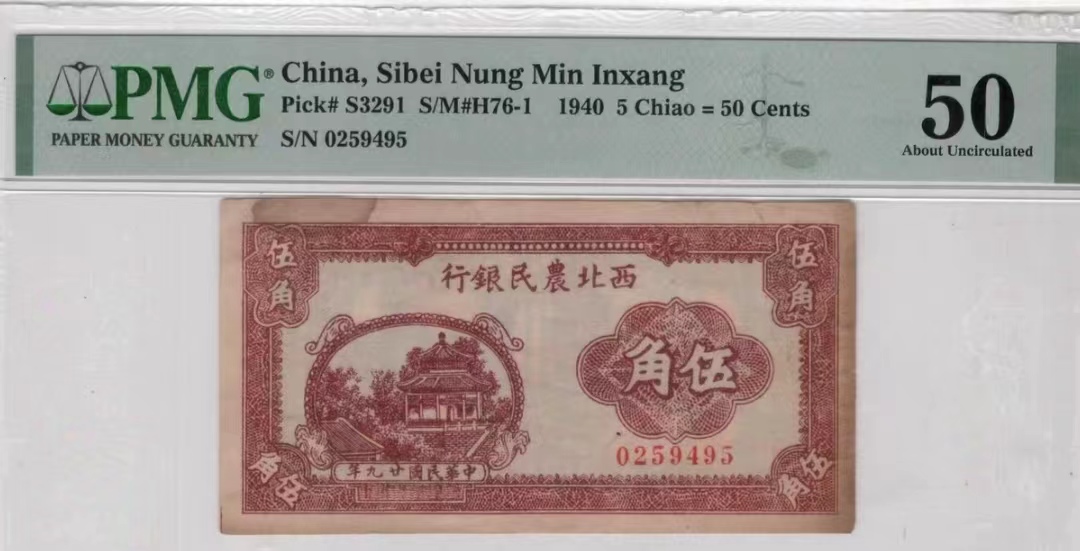 PMG®
PAPER MONEY GUARANTY
China, Sibei Nung Min Inxang
Pick# S3291 S/M#H76-1 1940 5 Chiao = 50 Cents
S/N 0259495
50
About Uncirculated
伍角
伍角
行銀民農北西
角伍
0259495
年九廿國民華中
角伍
伍角